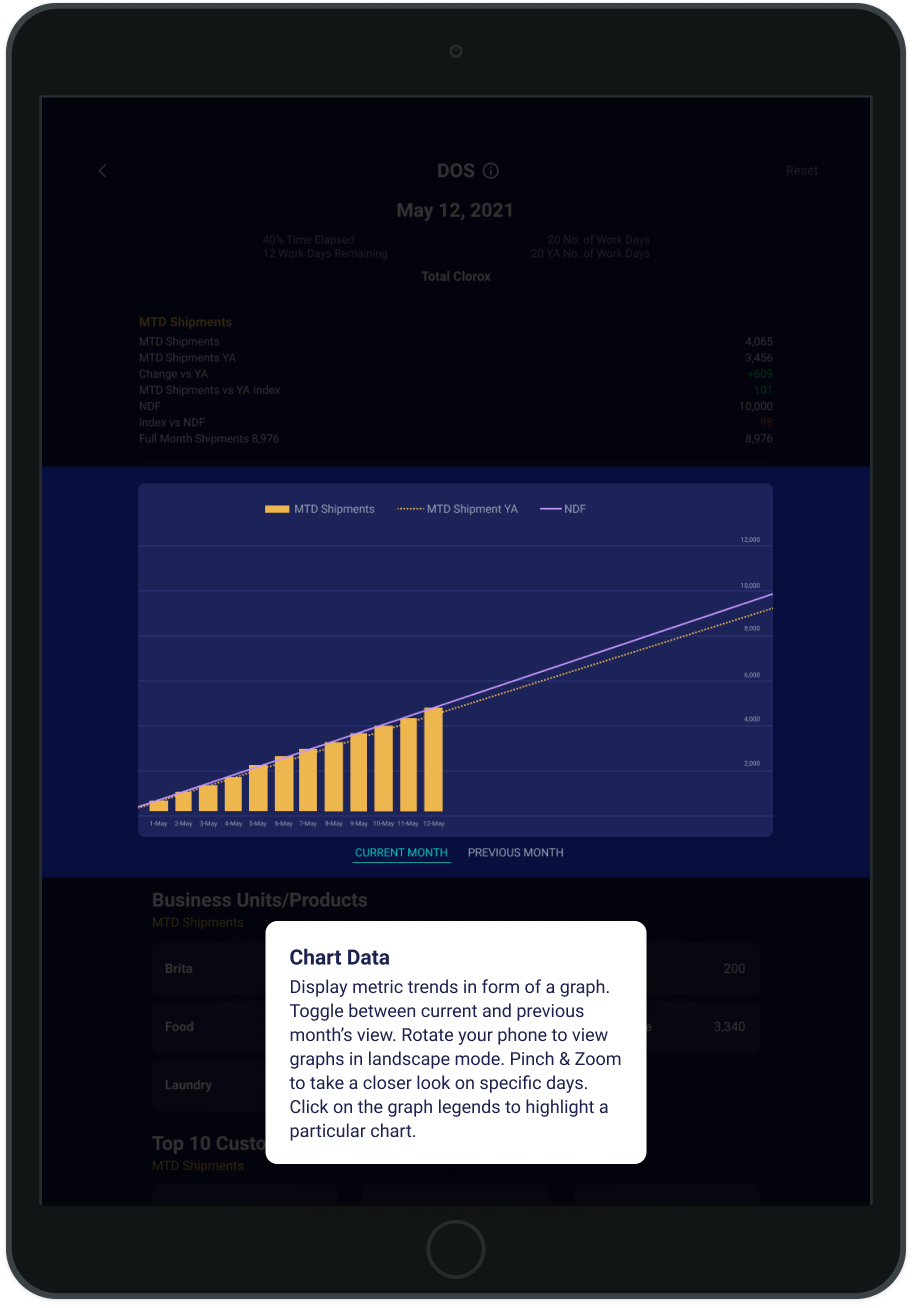 DOS
Reset
May 12, 2021
40% Time Elapsed 20 No. of Work Days
12 Work Days Remaining 20 YA No. of Work Days
Total Clorox
MTD Shipments
MTD Shipments 4,065
MTD Shipments YA 3,456
Change vs YA +609
MTD Shipments vs YA Index 101
NDF 10,000
Index vs NDF 98
Full Month Shipments 8,976 8,976
MTD Shipments MTD Shipment YA NDF
12,000
10,000
8,000
6,000
4,000
2,000
1-May 2-May 3-May 4-May 5-May 6-May 7-May 8-May 9-May 10-May 11-May 12-May
CURRENT MONTH PREVIOUS MONTH
Business Units/Products
MTD Shipments
Brita 200
Food 3,340
Laundry
Chart Data
Display metric trends in form of a graph.
Toggle between current and previous
month’s view. Rotate your phone to view
graphs in landscape mode. Pinch & Zoom
to take a closer look on specific days.
Click on the graph legends to highlight a
particular chart.
Top 10 Custo
MTD Shipments